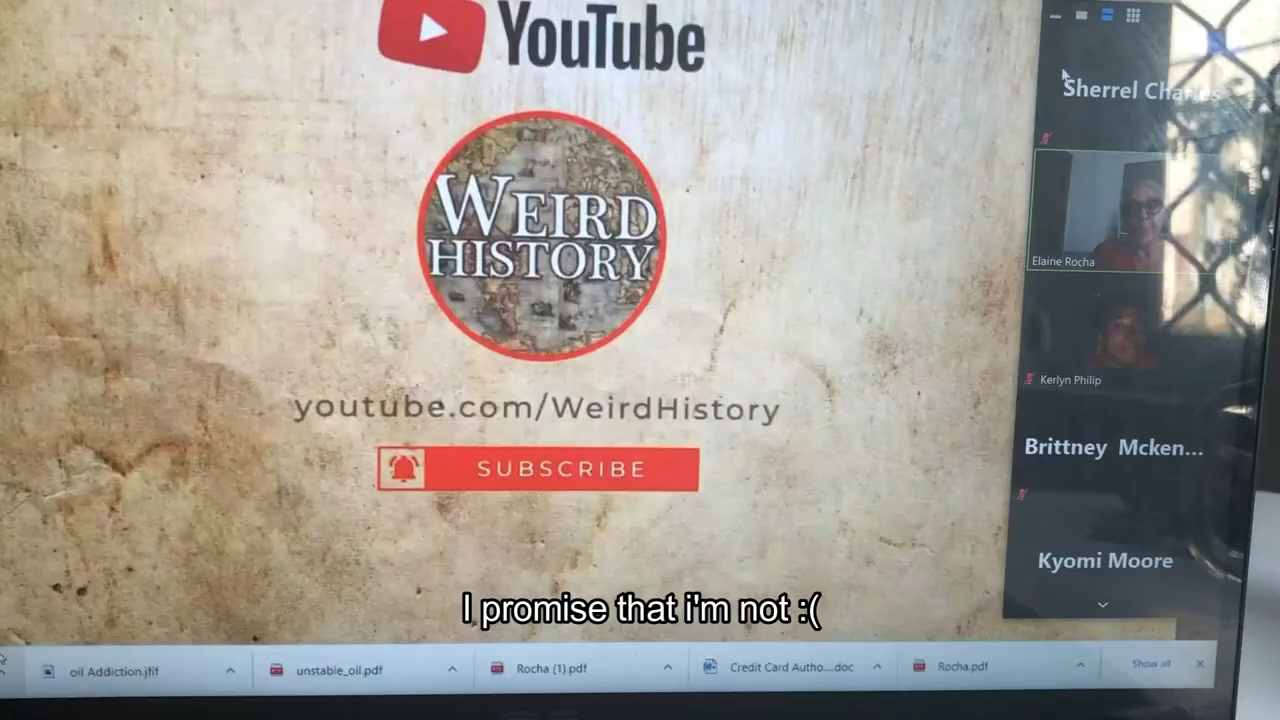 YouTube
WEIRD
HISTORY
youtube.com/WeirdHistory
SUBSCRIBE
Sherrel Charles
Elaine Rocha
Kerlyn Philip
Brittney Mcken...
Kyomi Moore
I promise that i'm not :(
oil Addiction.jfif
unstable_oil.pdf
Rocha (1).pdf
Credit Card Autho....doc
Rocha.pdf
Show all